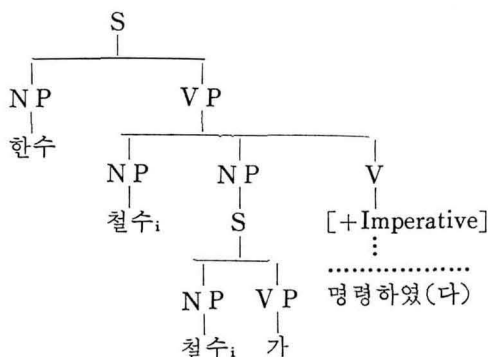 S
NP VP
한수
NP NP V
철수ᵢ S [+Imperative]
NP VP 명령하였(다)
철수ᵢ 가